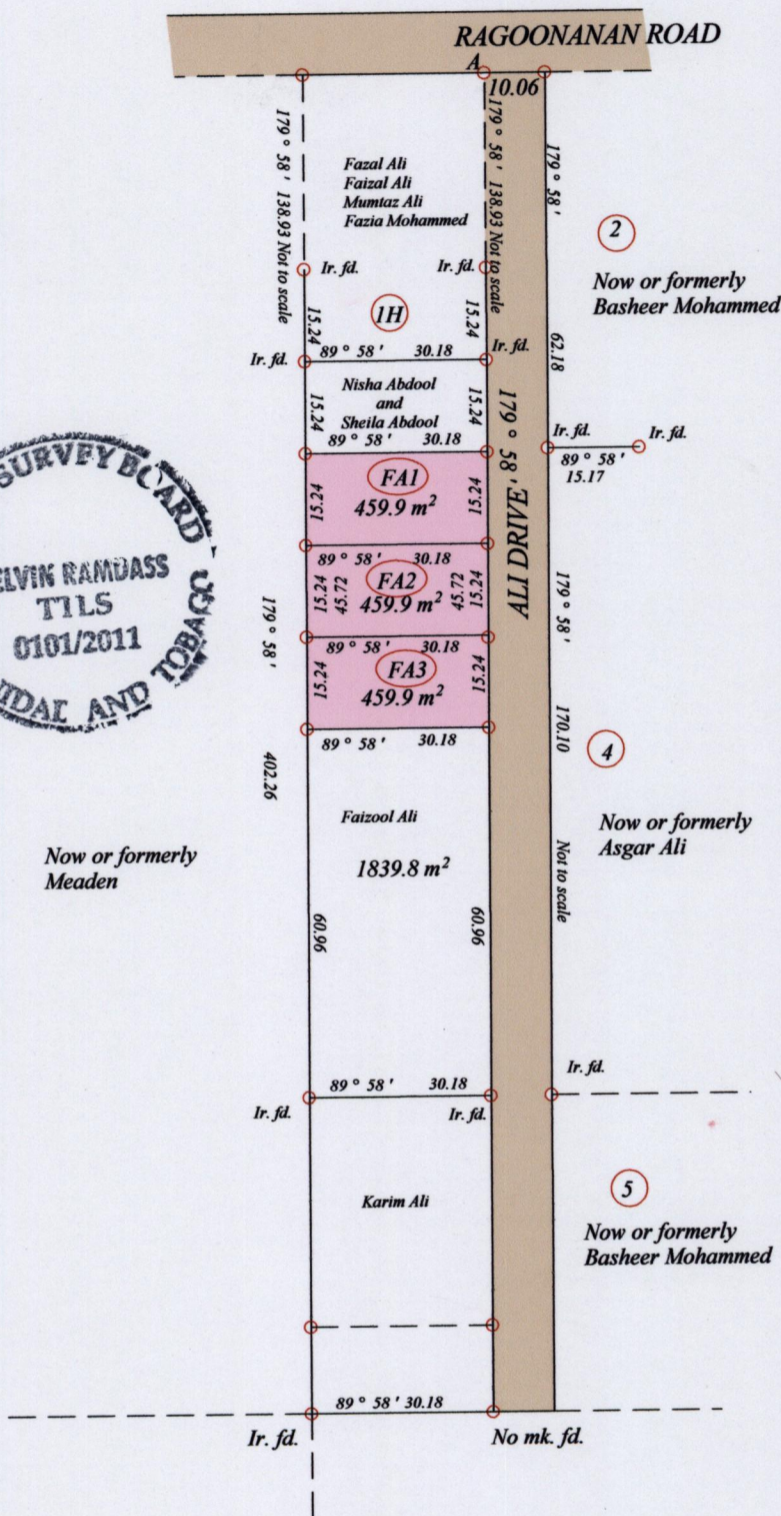 RAGOONANAN ROAD
A
10.06
179 ° 58 ' 138.93 Not to scale
179 ° 58 ' 138.93 Not to scale
179 ° 58 '
Fazal Ali
Faizal Ali
Mumtaz Ali
Fazia Mohammed
2
Now or formerly
Basheer Mohammed
Ir. fd.
Ir. fd.
1H
15.24
15.24
62.18
Ir. fd.
89 ° 58 ' 30.18
Ir. fd.
Nisha Abdool
and
Sheila Abdool
15.24
15.24
89 ° 58 ' 30.18
179 ° 58 '
ALI DRIVE
Ir. fd.
Ir. fd.
89 ° 58 '
15.17
FA1
459.9 m²
15.24
15.24
89 ° 58 ' 30.18
FA2
459.9 m²
15.24
45.72
45.72
15.24
89 ° 58 ' 30.18
FA3
459.9 m²
15.24
15.24
89 ° 58 ' 30.18
SURVEY BOARD
RAMDASS
TTLS
0101/2011
AND TOBAGO
179 ° 58 '
402.26
179 ° 58 '
170.10
Not to scale
4
Now or formerly
Asgar Ali
Now or formerly
Meaden
Faizool Ali
1839.8 m²
60.96
60.96
Ir. fd.
89 ° 58 ' 30.18
Ir. fd.
Ir. fd.
Karim Ali
5
Now or formerly
Basheer Mohammed
89 ° 58 ' 30.18
Ir. fd.
No mk. fd.